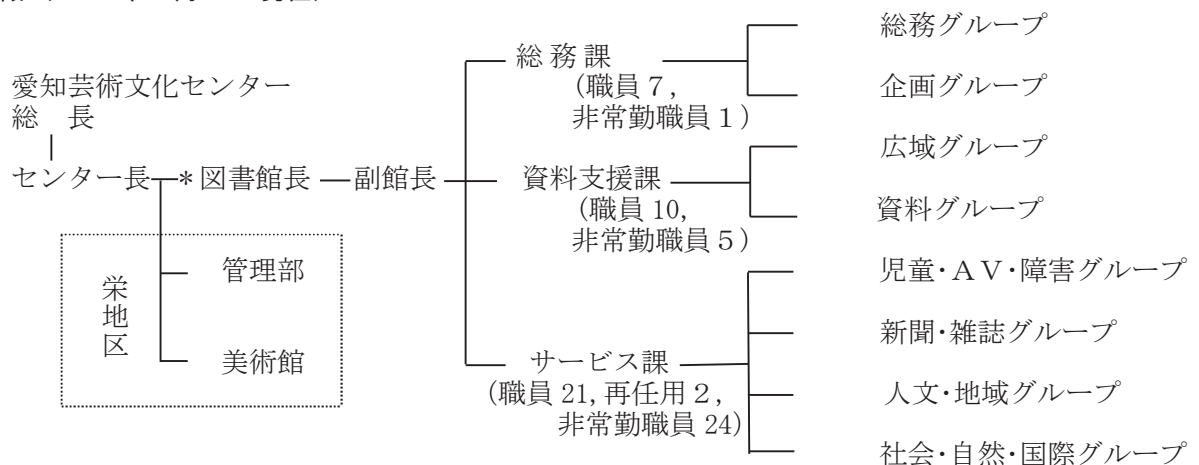 愛知芸術文化センター
総 長
センター長
＊図書館長
副館長
総 務 課
（職員 7，
非常勤職員 1）
総務グループ
企画グループ
資料支援課
（職員 10，
非常勤職員 5）
広域グループ
資料グループ
サービス課
（職員 21，再任用 2，
非常勤職員 24）
児童・ＡＶ・障害グループ
新聞・雑誌グループ
人文・地域グループ
社会・自然・国際グループ
栄地区
管理部
美術館